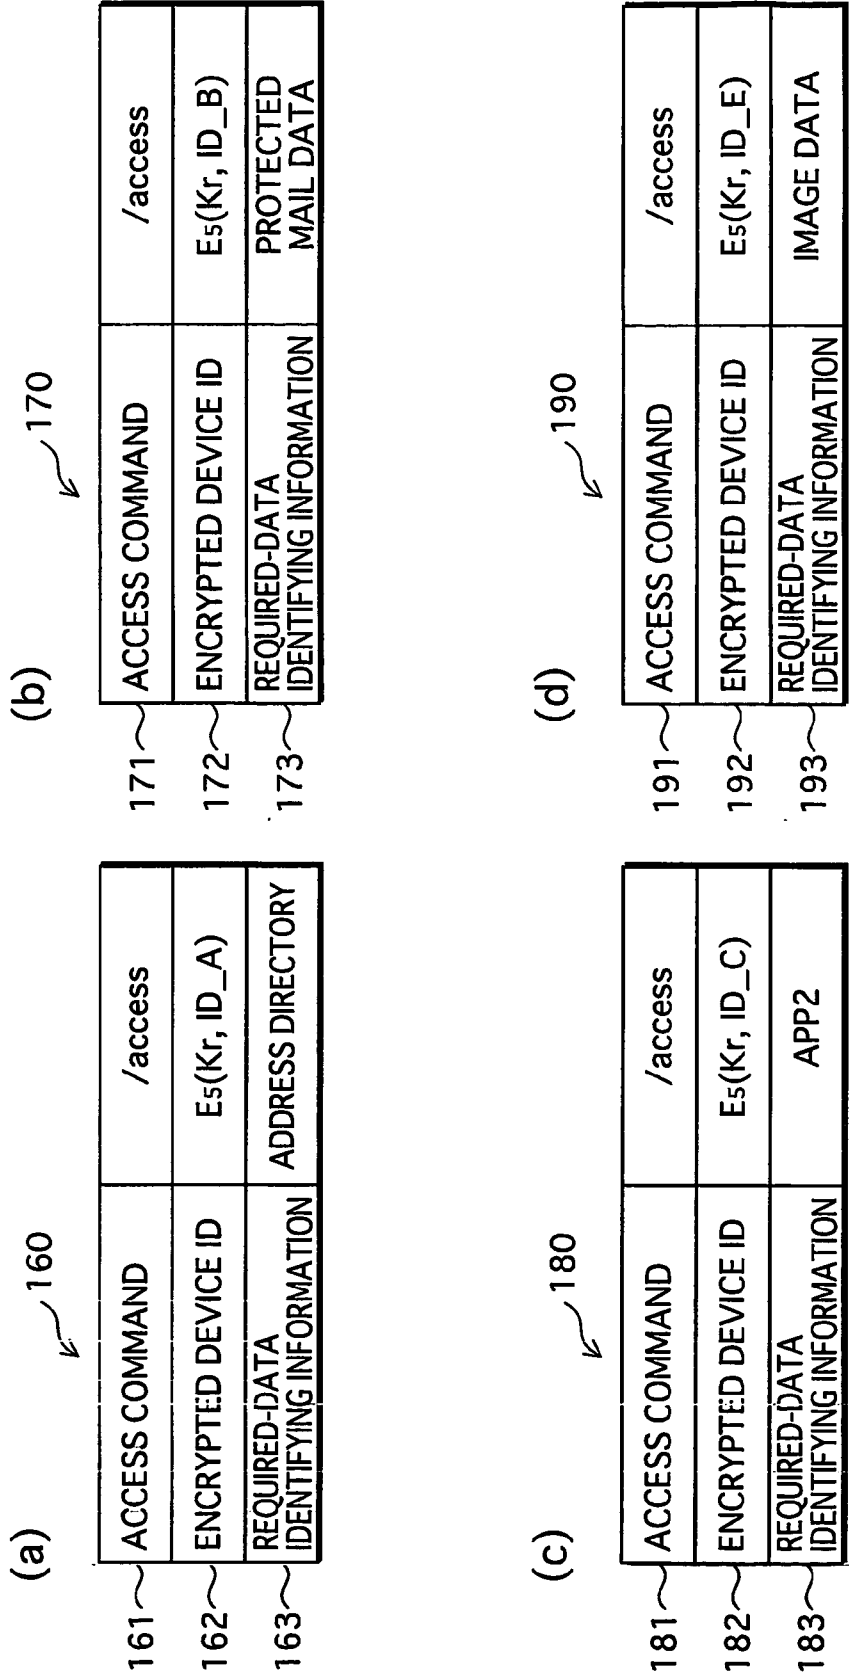 (a)
160
161 ACCESS COMMAND /access
162 ENCRYPTED DEVICE ID E5(Kr, ID_A)
163 REQUIRED-DATA
IDENTIFYING INFORMATION ADDRESS DIRECTORY
(b)
170
171 ACCESS COMMAND /access
172 ENCRYPTED DEVICE ID E5(Kr, ID_B)
173 REQUIRED-DATA
IDENTIFYING INFORMATION
PROTECTED
MAIL DATA
(c)
180
181 ACCESS COMMAND /access
182 ENCRYPTED DEVICE ID E5(Kr, ID_C)
183 REQUIRED-DATA
IDENTIFYING INFORMATION APP2
(d)
190
191 ACCESS COMMAND /access
192 ENCRYPTED DEVICE ID E5(Kr, ID_E)
193 REQUIRED-DATA
IDENTIFYING INFORMATION IMAGE DATA